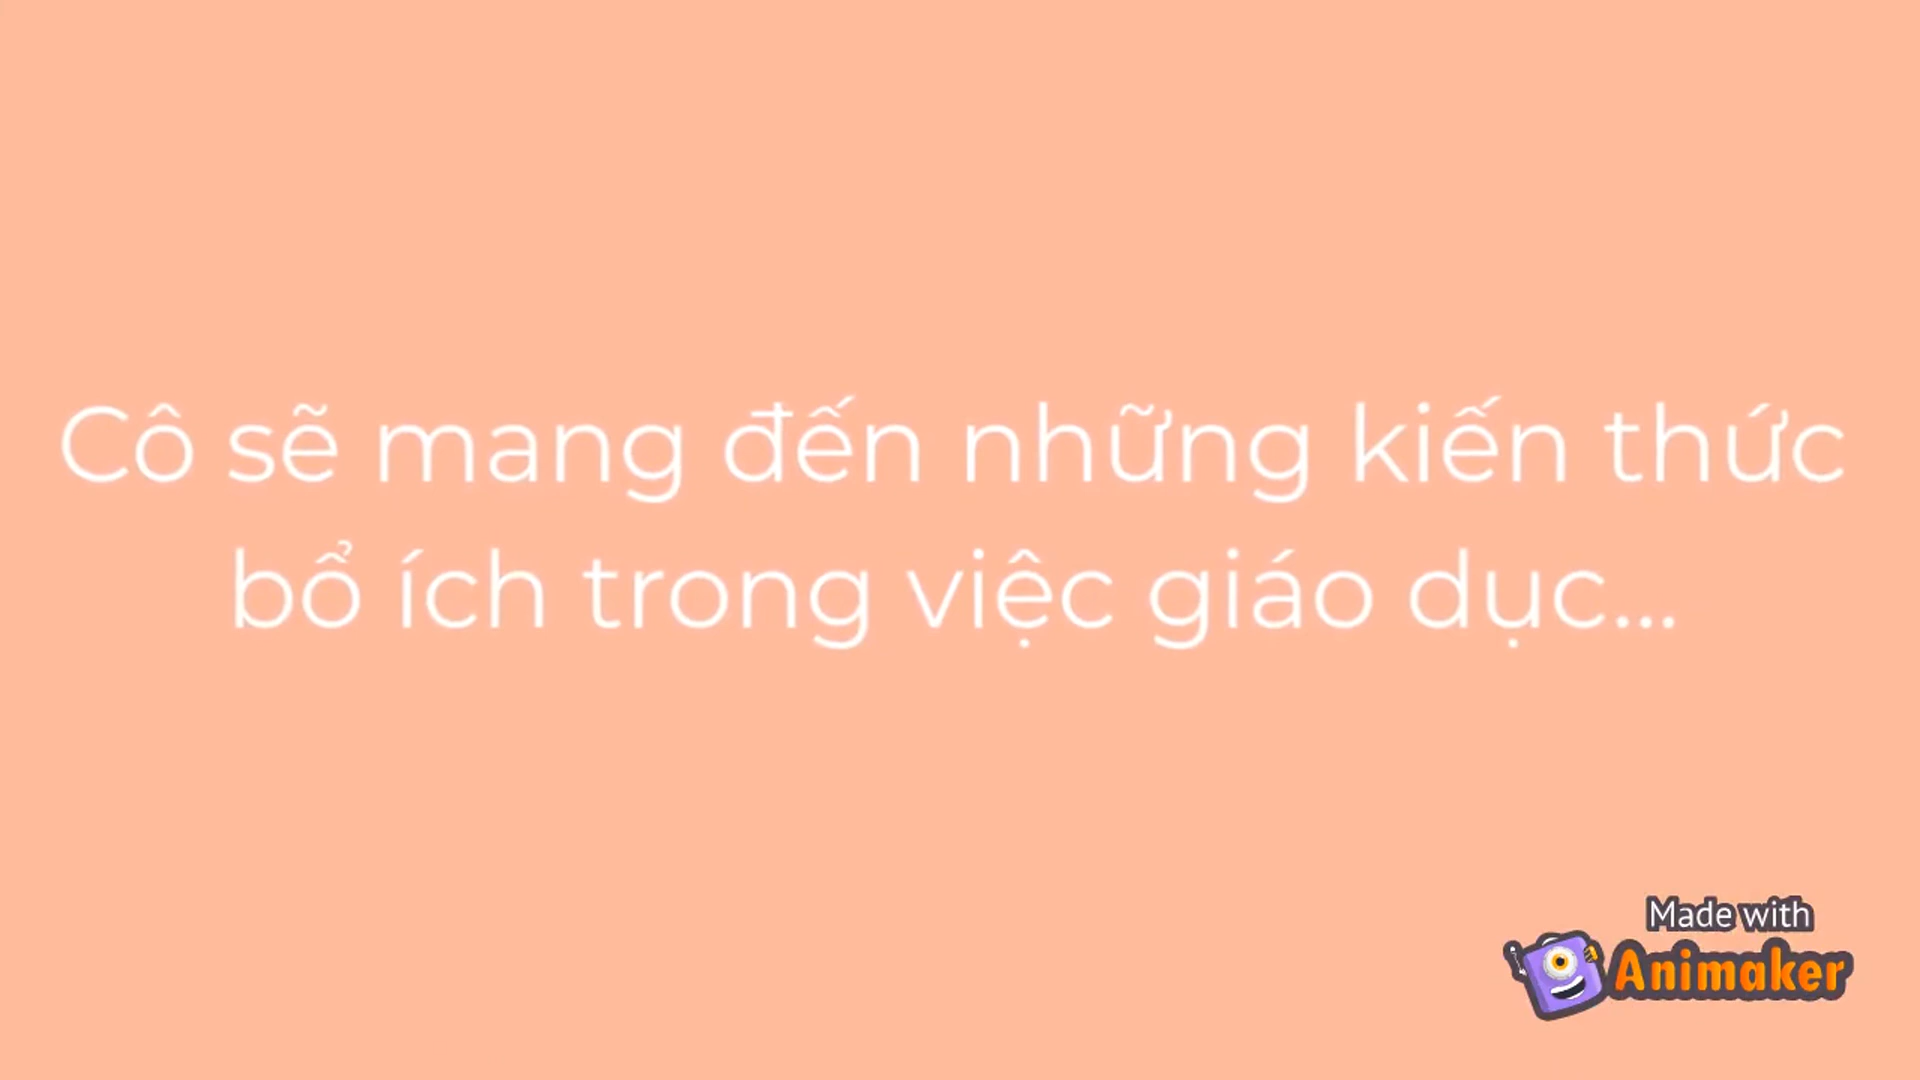 Cô sẽ mang đến những kiến thức
bổ ích trong việc giáo dục...
Made with
Animaker